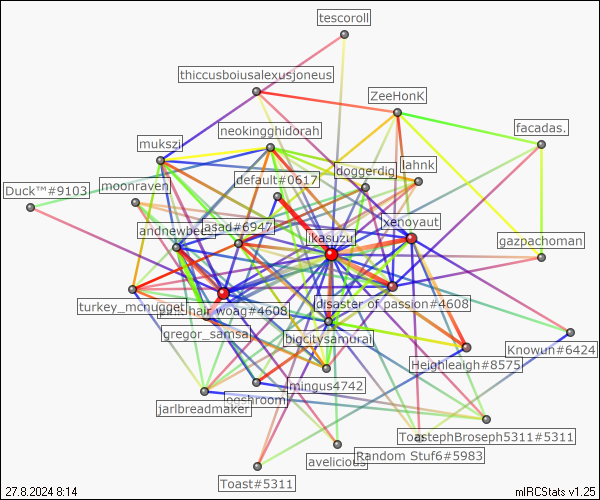 tescoroll
thiccusboiusalexusjoneus
ZeeHonK
neokingghidorah
facadas.
mukszi
doggerdig
lahnk
default#0617
Duck™#9103
moonraven
xenoyaut
andnewbee
asad#6947
ikasuzu
gazpachoman
turkey_mcnugget
hair woag#4608
disaster of passion#4608
gregor_samsa
bigcitysamurai
Knowun#6424
Heighleaigh#8575
mingus4742
jarlbreadmaker
ToastephBroseph5311#5311
Random Stuf6#5983
avelicious
Toast#5311
27.8.2024 8:14
mIRCStats v1.25